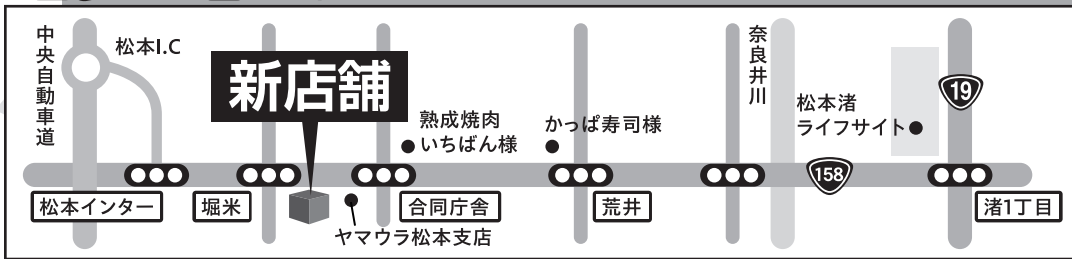 中央自動車道
松本I.C
新店舗
熟成焼肉
いちばん様
かっぱ寿司様
奈良井川
松本渚
ライフサイト
19
158
松本インター
堀米
合同庁舎
荒井
渚1丁目
ヤマウラ松本支店